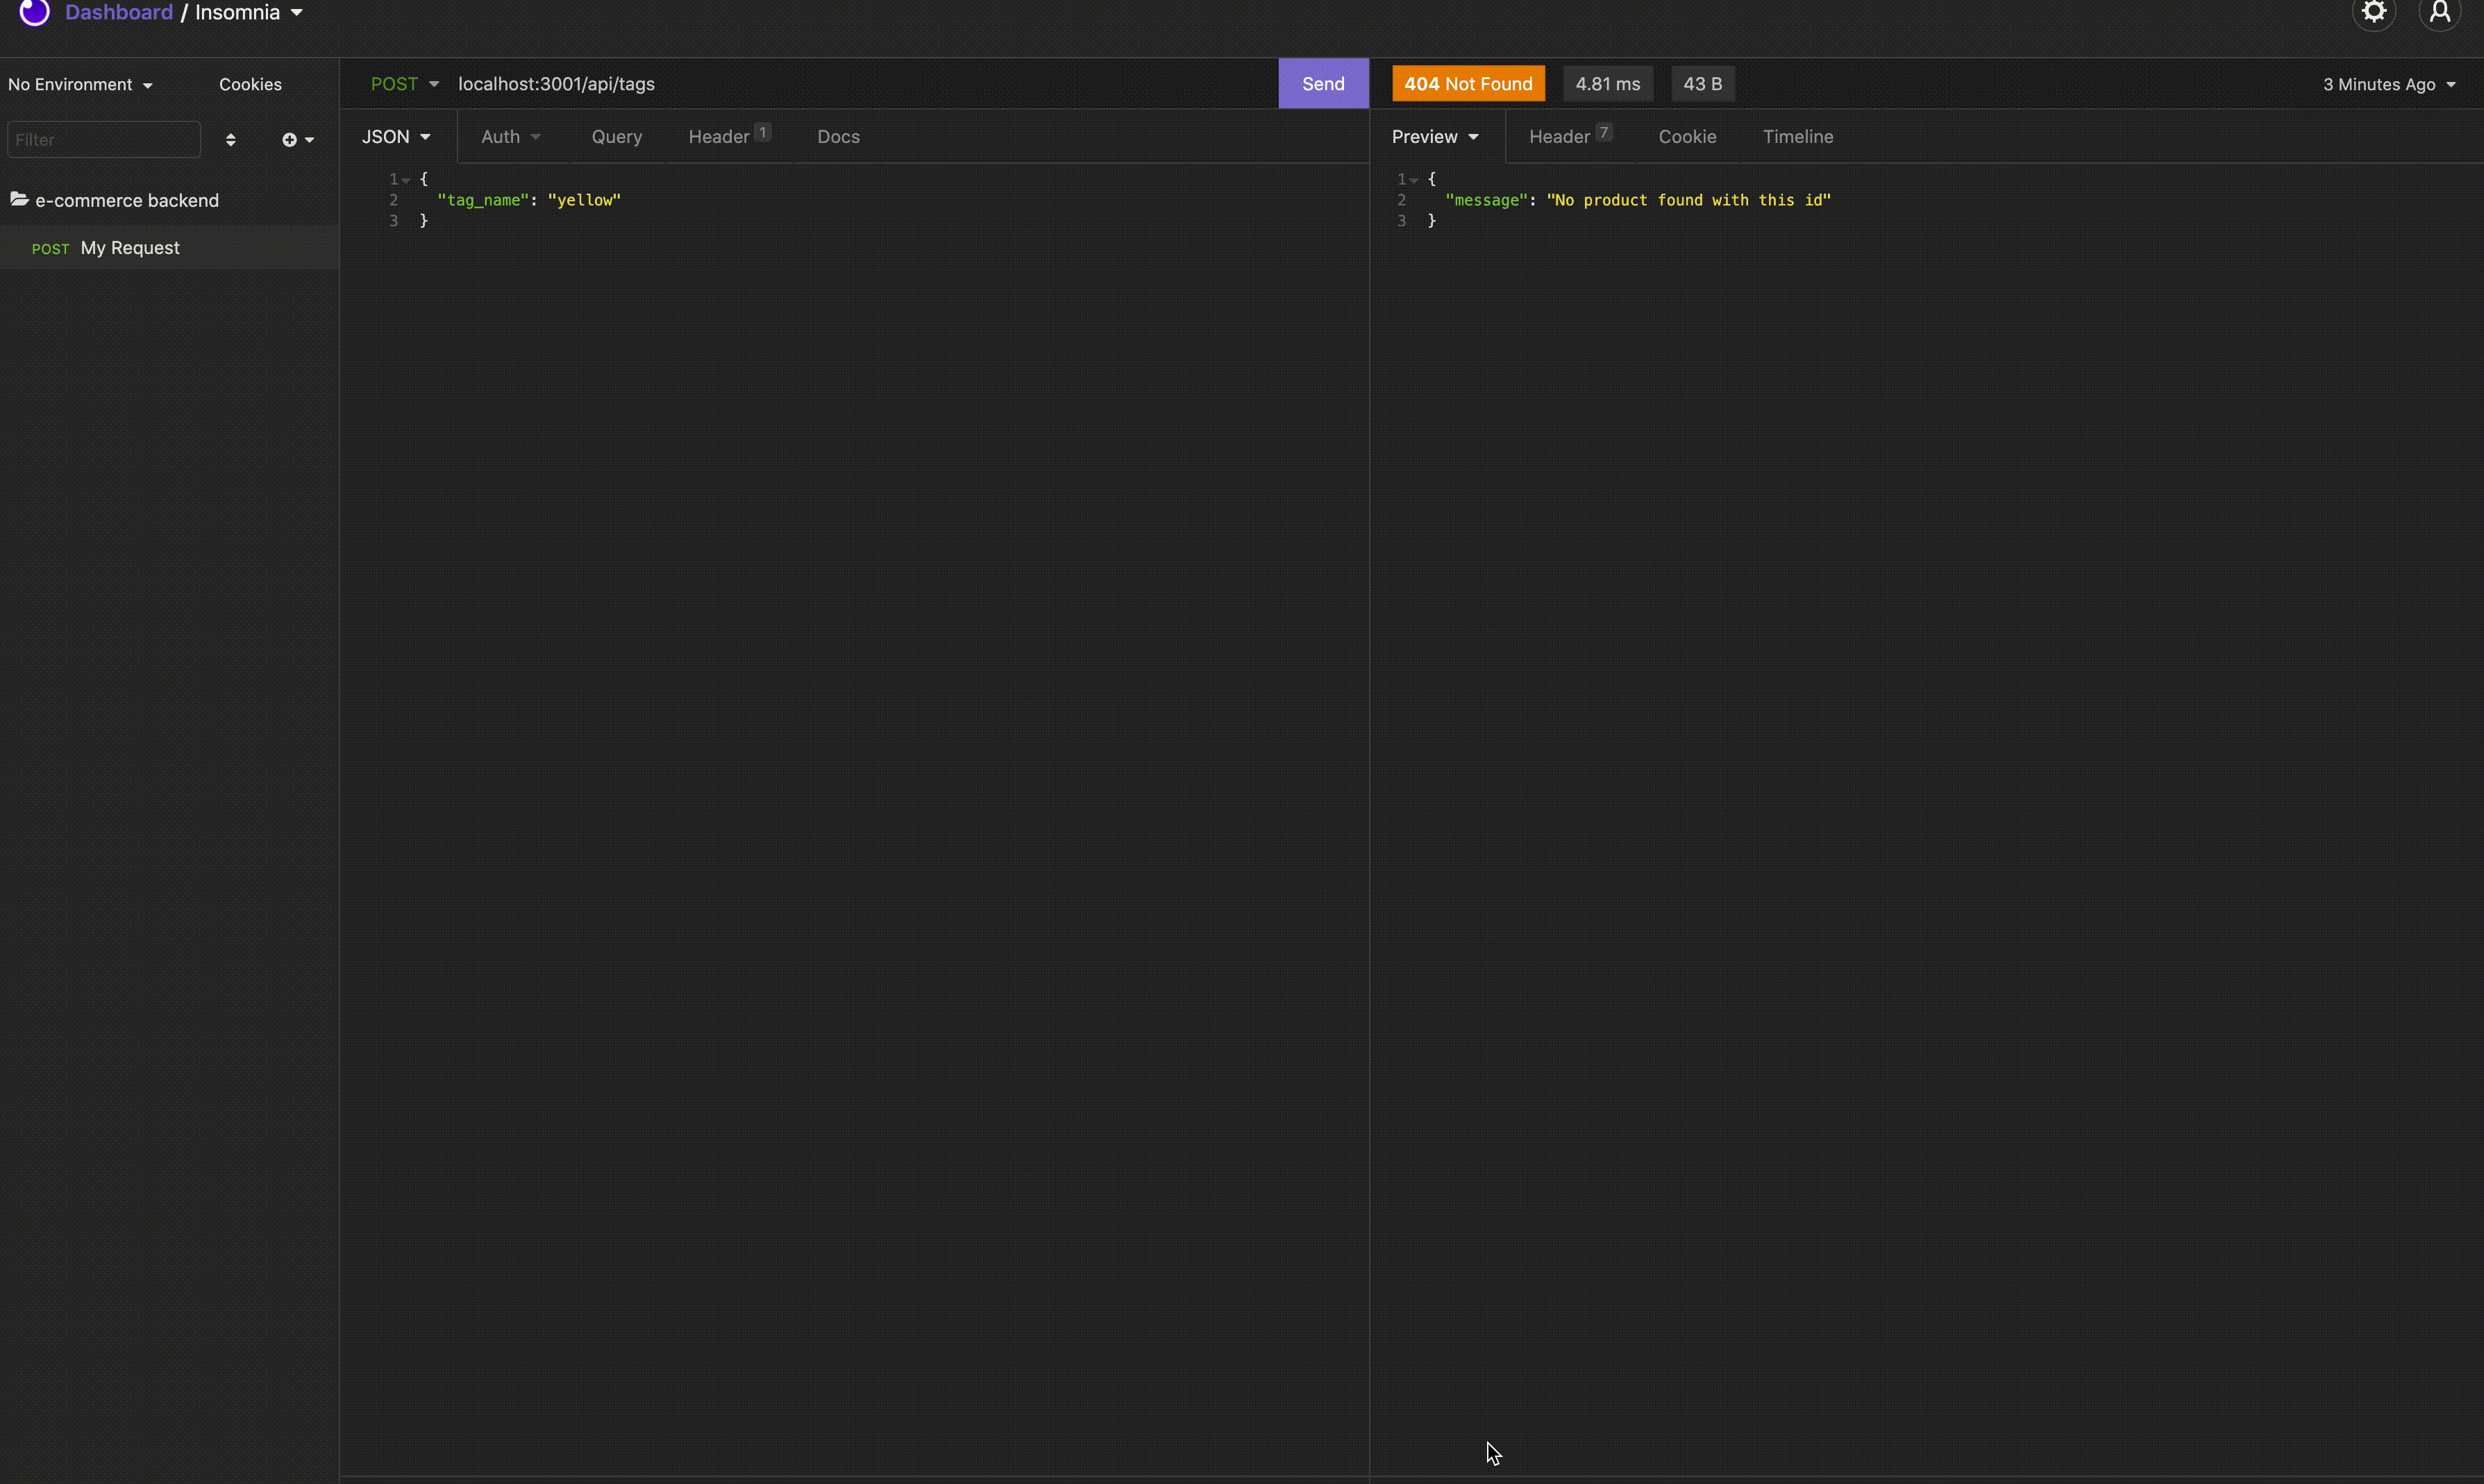 Dashboard / Insomnia
No Environment
Cookies
Filter
e-commerce backend
POST My Request
POST localhost:3001/api/tags
Send
JSON Auth Query Header 1 Docs
1 {
2 "tag_name": "yellow"
3 }
404 Not Found 4.81 ms 43 B 3 Minutes Ago
Preview Header 7 Cookie Timeline
1 {
2 "message": "No product found with this id"
3 }